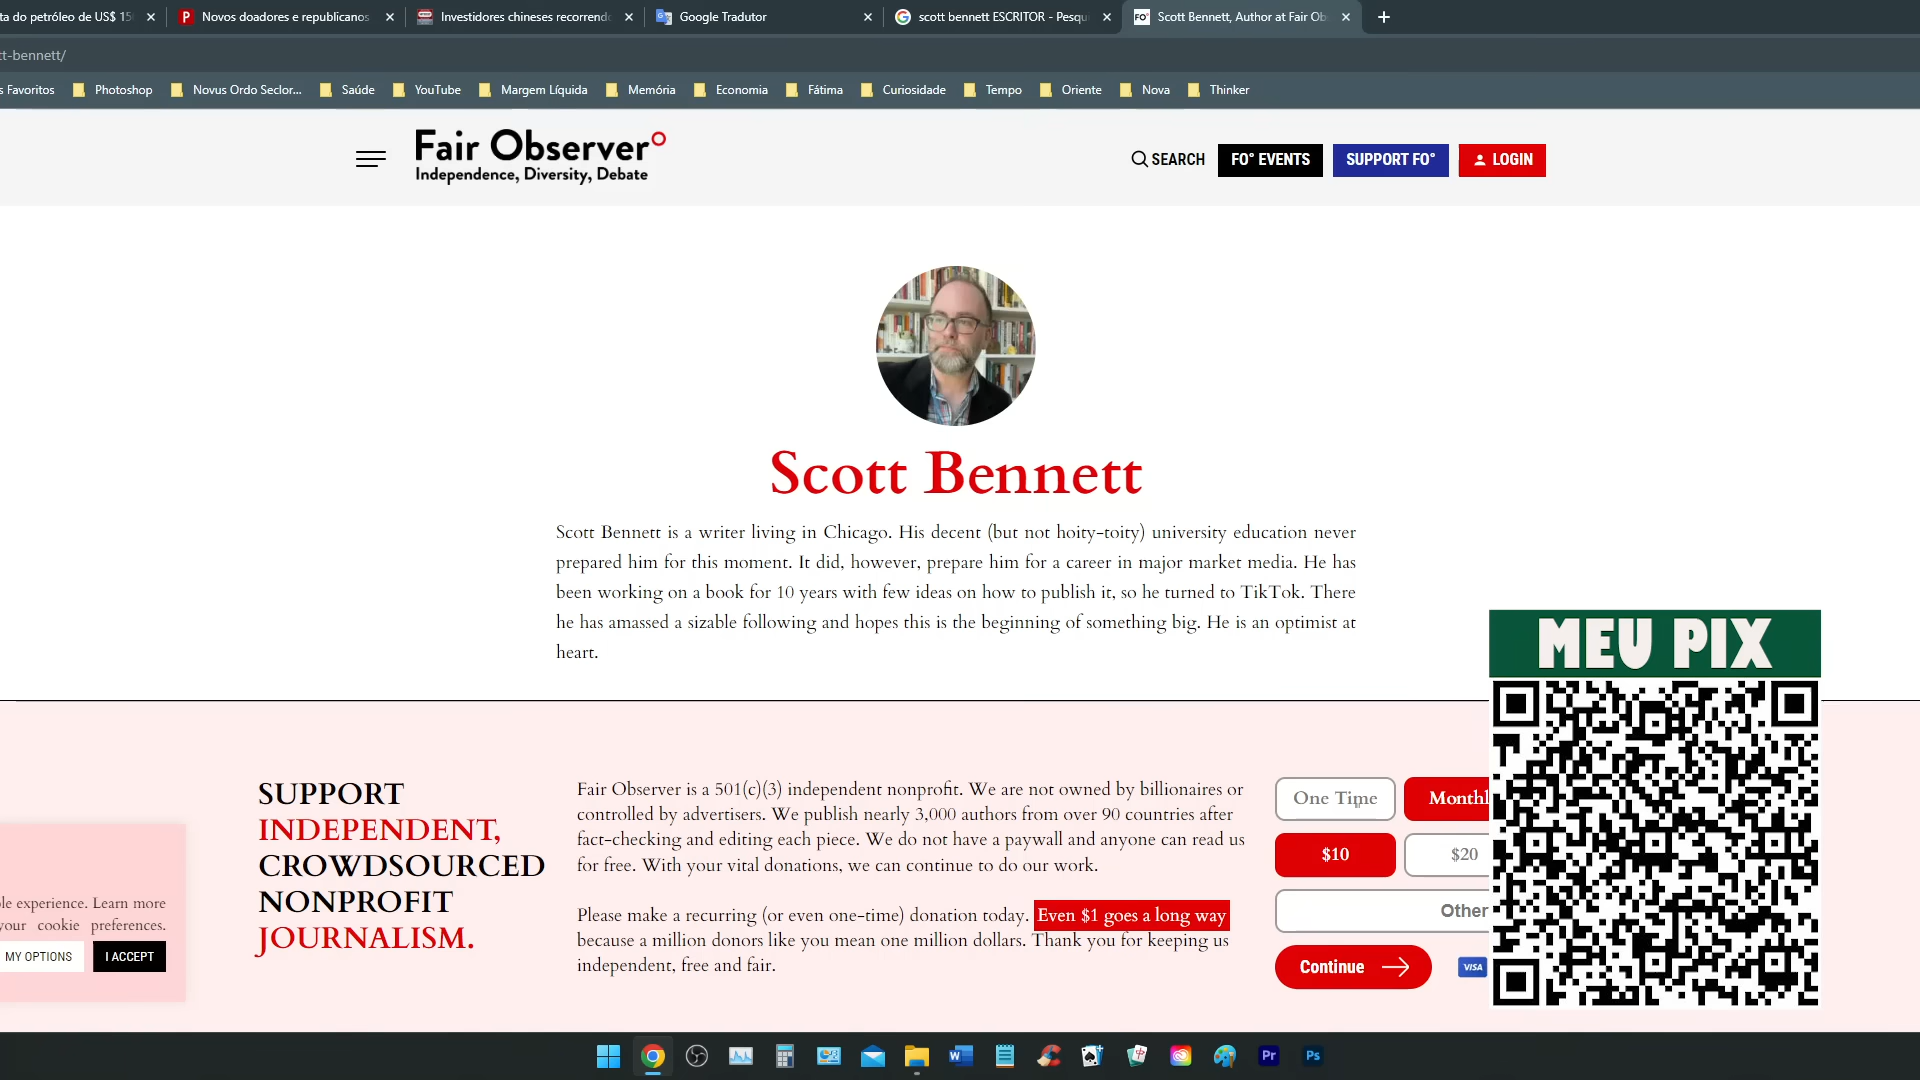 ta do petróleo de US$ 15
Novos doadores e republicanos
Investidores chineses recorrendo
Google Tradutor
scott bennett ESCRITOR - Pesqu
Scott Bennett, Author at Fair Ob
tt-bennett/
s Favoritos
Photoshop
Novus Ordo Seclor...
Saúde
YouTube
Margem Líquida
Memória
Economia
Fátima
Curiosidade
Tempo
Oriente
Nova
Thinker
Fair Observer°
Independence, Diversity, Debate
SEARCH
FO° EVENTS
SUPPORT FO°
LOGIN
Scott Bennett
Scott Bennett is a writer living in Chicago. His decent (but not hoity-toity) university education never
prepared him for this moment. It did, however, prepare him for a career in major market media. He has
been working on a book for 10 years with few ideas on how to publish it, so he turned to TikTok. There
he has amassed a sizable following and hopes this is the beginning of something big. He is an optimist at
heart.
MEU PIX
SUPPORT
INDEPENDENT,
CROWDSOURCED
NONPROFIT
JOURNALISM.
Fair Observer is a 501(c)(3) independent nonprofit. We are not owned by billionaires or
controlled by advertisers. We publish nearly 3,000 authors from over 90 countries after
fact-checking and editing each piece. We do not have a paywall and anyone can read us
for free. With your vital donations, we can continue to do our work.
Please make a recurring (or even one-time) donation today. Even $1 goes a long way
because a million donors like you mean one million dollars. Thank you for keeping us
independent, free and fair.
One Time
Monthl
$10
$20
Other
Continue
VISA
ole experience. Learn more
your cookie preferences.
MY OPTIONS
I ACCEPT
Pr
Ps